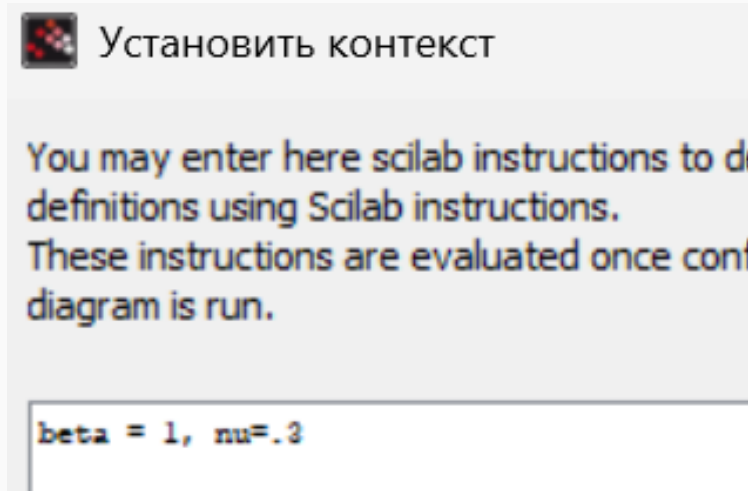 Установить контекст
You may enter here scilab instructions to
definitions using Scilab instructions.
These instructions are evaluated once
diagram is run.
beta = 1, nu=.3